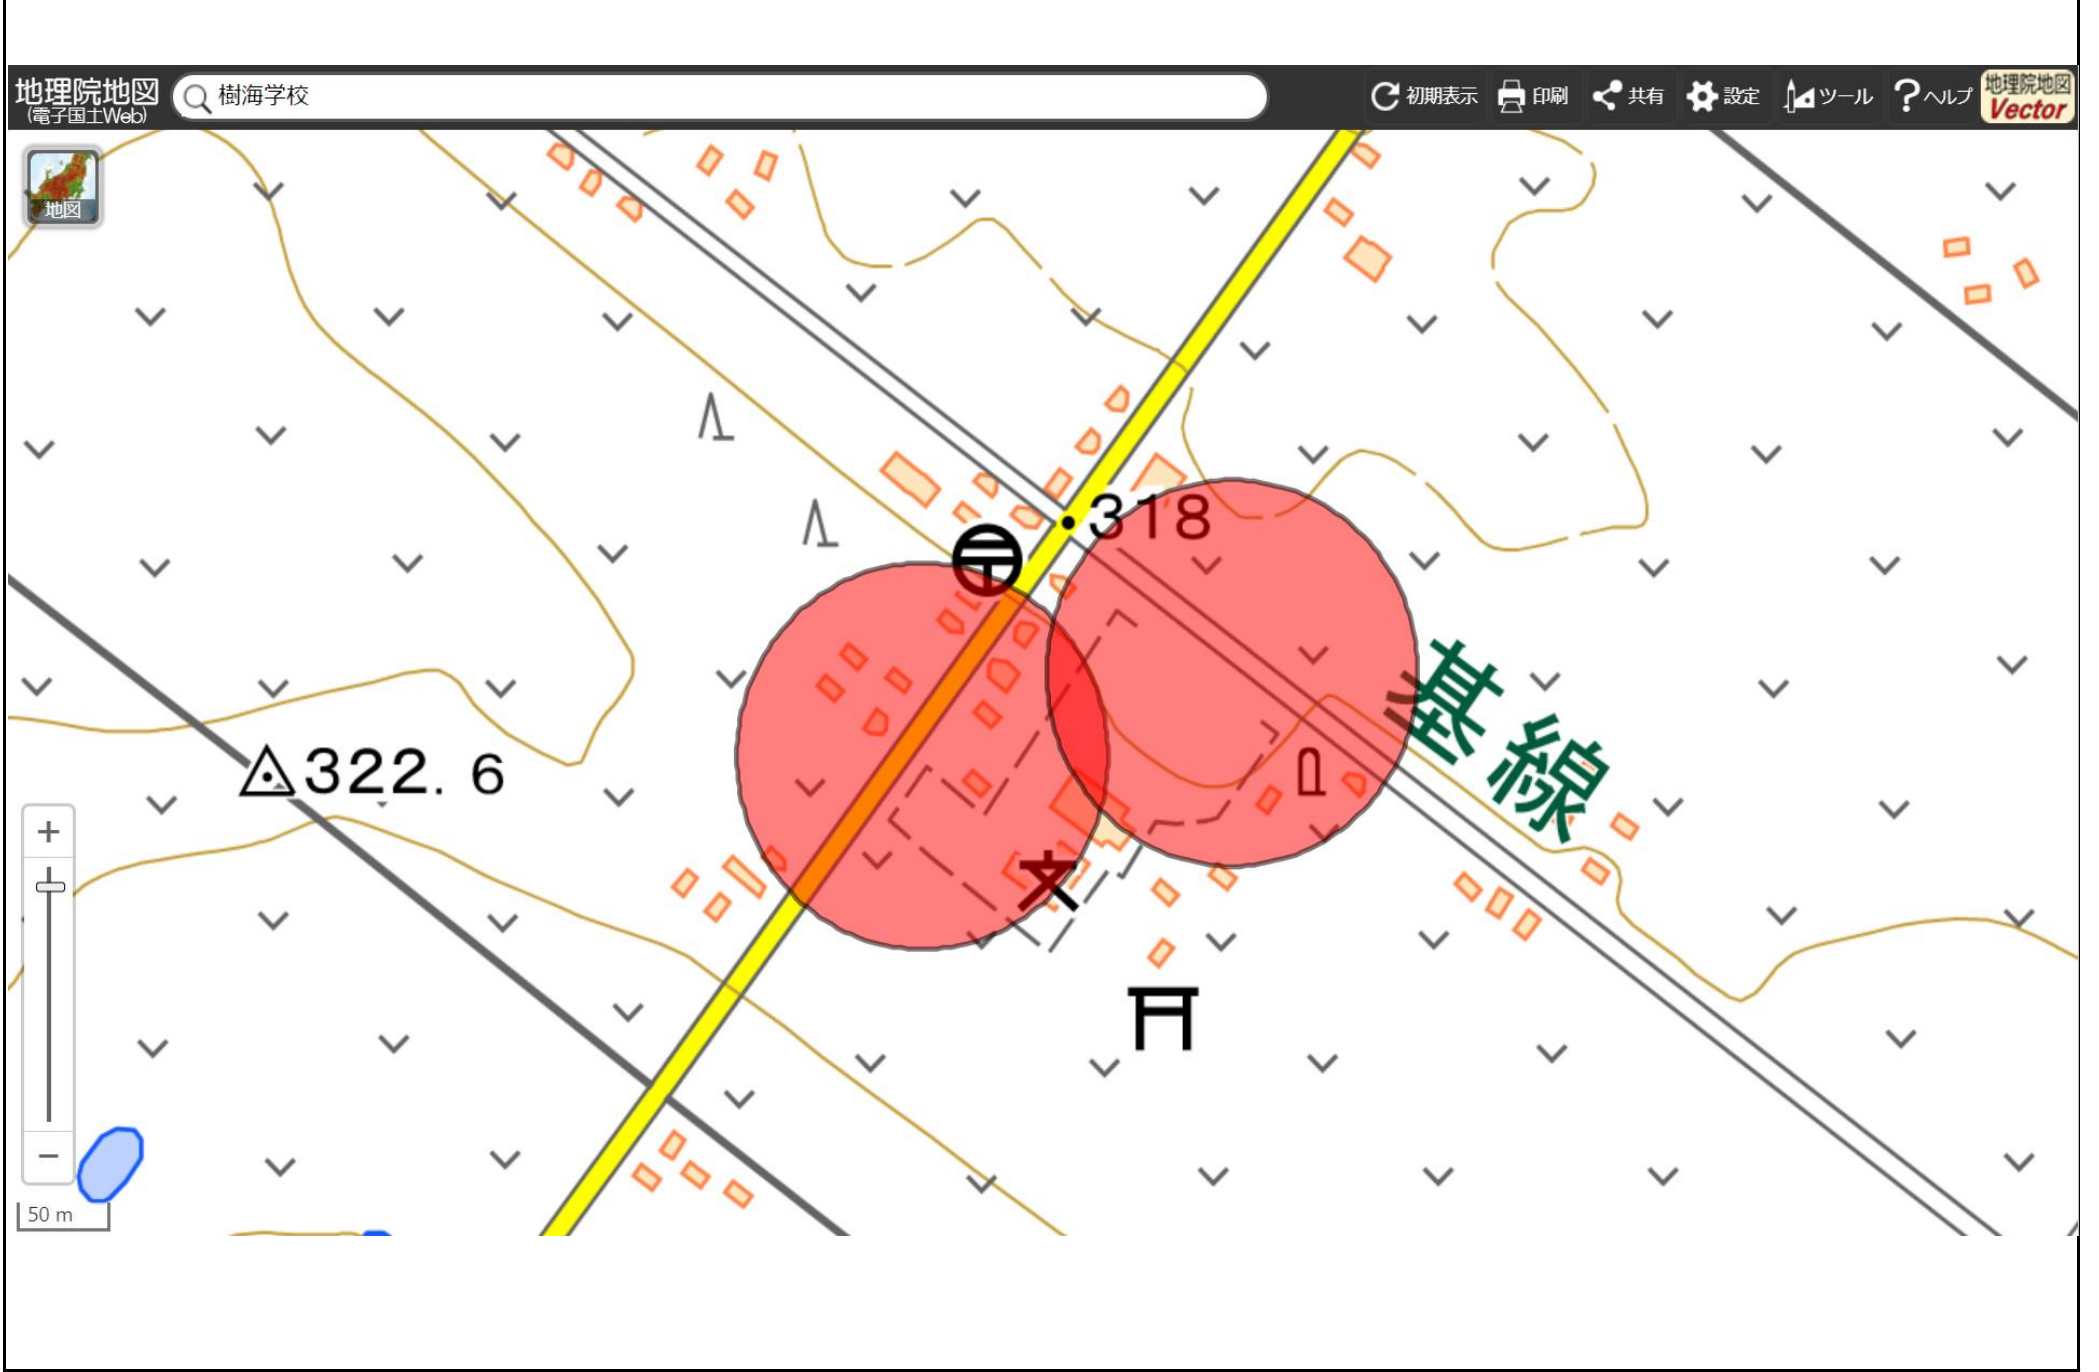 地理院地図
(電子国土Web)
樹海学校
初期表示
印刷
共有
設定
ツール
ヘルプ
地理院地図
Vector
地図
318
基線
322.6
50 m